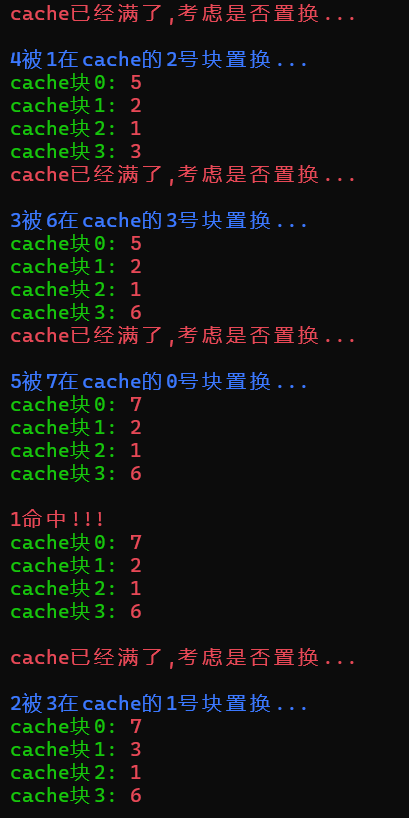 cache已经满了,考虑是否置换...
4被1在cache的2号块置换...
cache块0: 5
cache块1: 2
cache块2: 1
cache块3: 3
cache已经满了,考虑是否置换...
3被6在cache的3号块置换...
cache块0: 5
cache块1: 2
cache块2: 1
cache块3: 6
cache已经满了,考虑是否置换...
5被7在cache的0号块置换...
cache块0: 7
cache块1: 2
cache块2: 1
cache块3: 6
1命中!!!
cache块0: 7
cache块1: 2
cache块2: 1
cache块3: 6
cache已经满了,考虑是否置换...
2被3在cache的1号块置换...
cache块0: 7
cache块1: 3
cache块2: 1
cache块3: 6